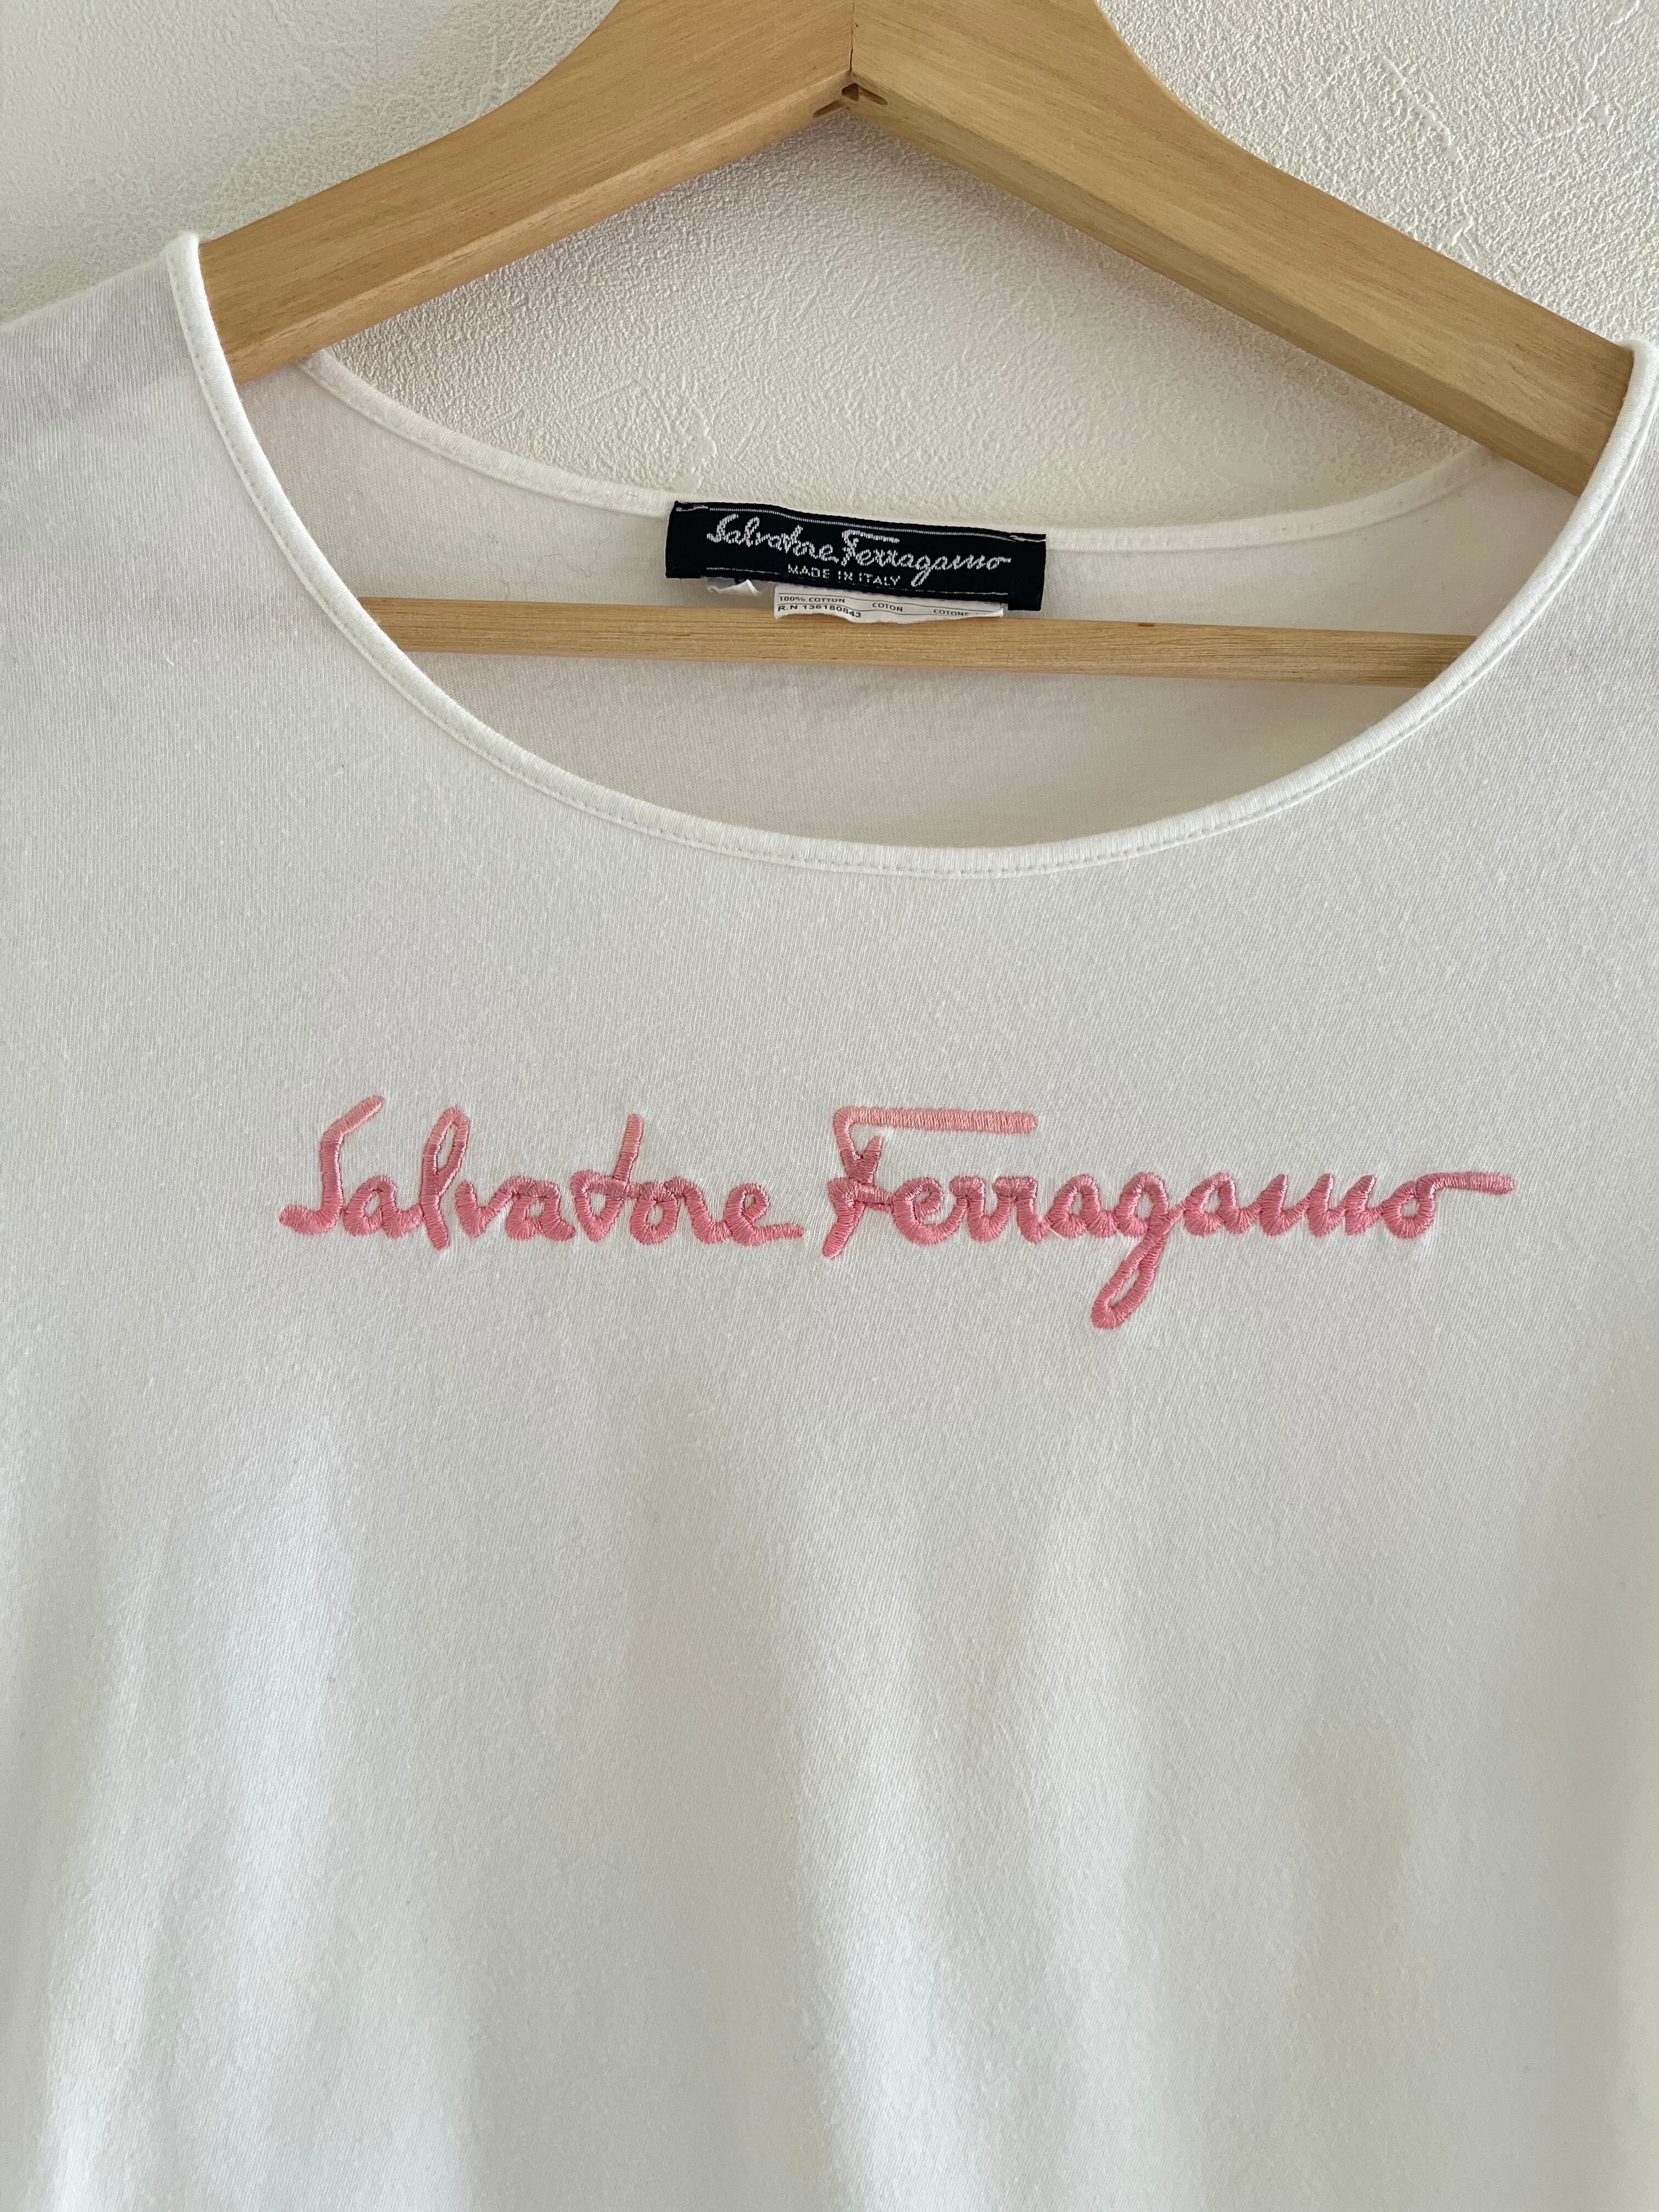 Salvatore Ferragamo
MADE IN ITALY
100% COTTON COTON COTONE
R.N 136180843
Salvatore Ferragamo